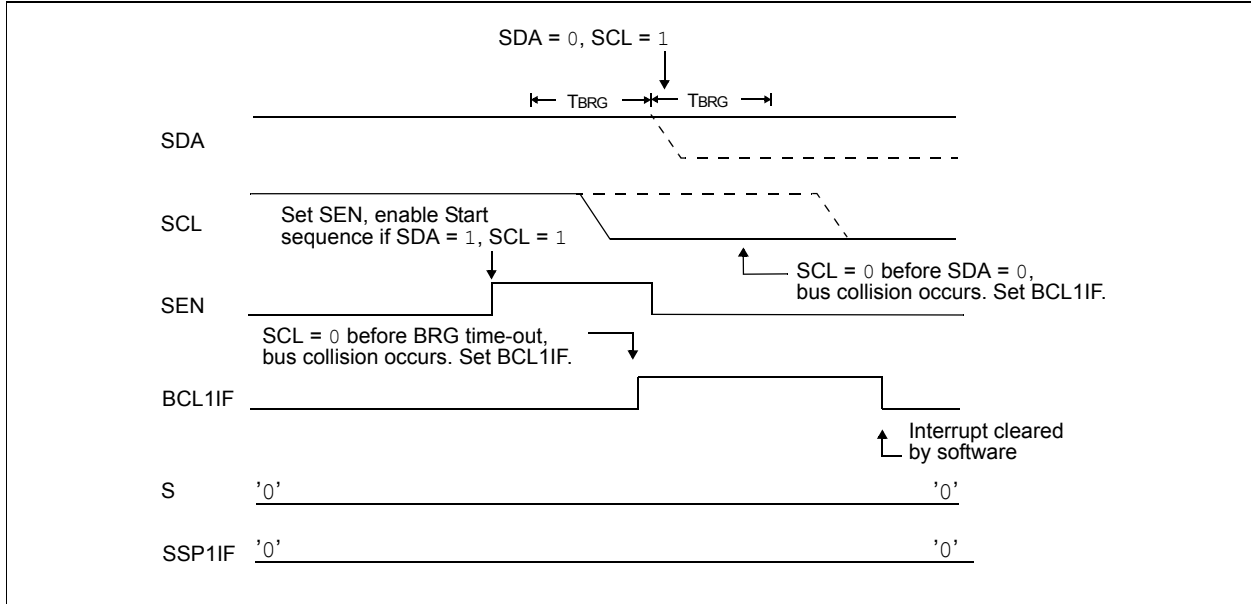 SDA = 0, SCL = 1
TBRG TBRG
SDA
SCL
Set SEN, enable Start
sequence if SDA = 1, SCL = 1
SCL = 0 before SDA = 0,
bus collision occurs. Set BCL1IF.
SEN
SCL = 0 before BRG time-out,
bus collision occurs. Set BCL1IF.
BCL1IF
Interrupt cleared
by software
S '0' '0'
SSP1IF '0' '0'